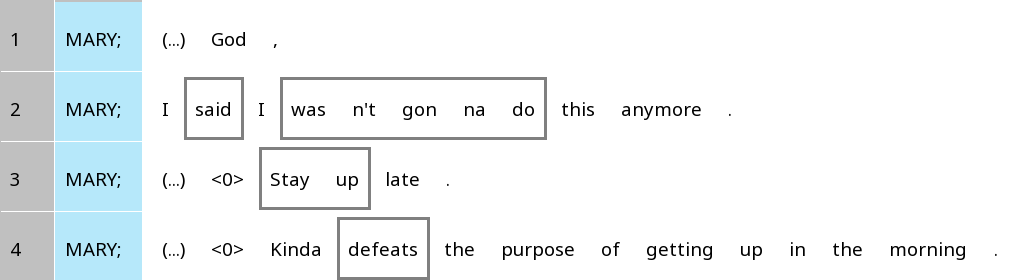 1 MARY; (...) God ,
2 MARY; I said I was n't gon na do this anymore .
3 MARY; (...) <0> Stay up late .
4 MARY; (...) <0> Kinda defeats the purpose of getting up in the morning .